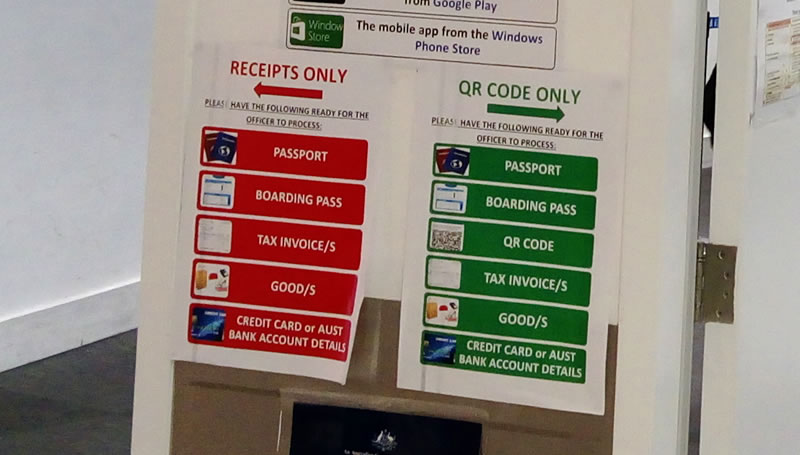 from Google Play
Windows
Store
The mobile app from the Windows
Phone Store
RECEIPTS ONLY
PLEASE HAVE THE FOLLOWING READY FOR THE
OFFICER TO PROCESS:
PASSPORT
BOARDING PASS
TAX INVOICE/S
GOOD/S
CREDIT CARD or AUST
BANK ACCOUNT DETAILS
QR CODE ONLY
PLEASE HAVE THE FOLLOWING READY FOR THE
OFFICER TO PROCESS:
PASSPORT
BOARDING PASS
QR CODE
TAX INVOICE/S
GOOD/S
CREDIT CARD or AUST
BANK ACCOUNT DETAILS